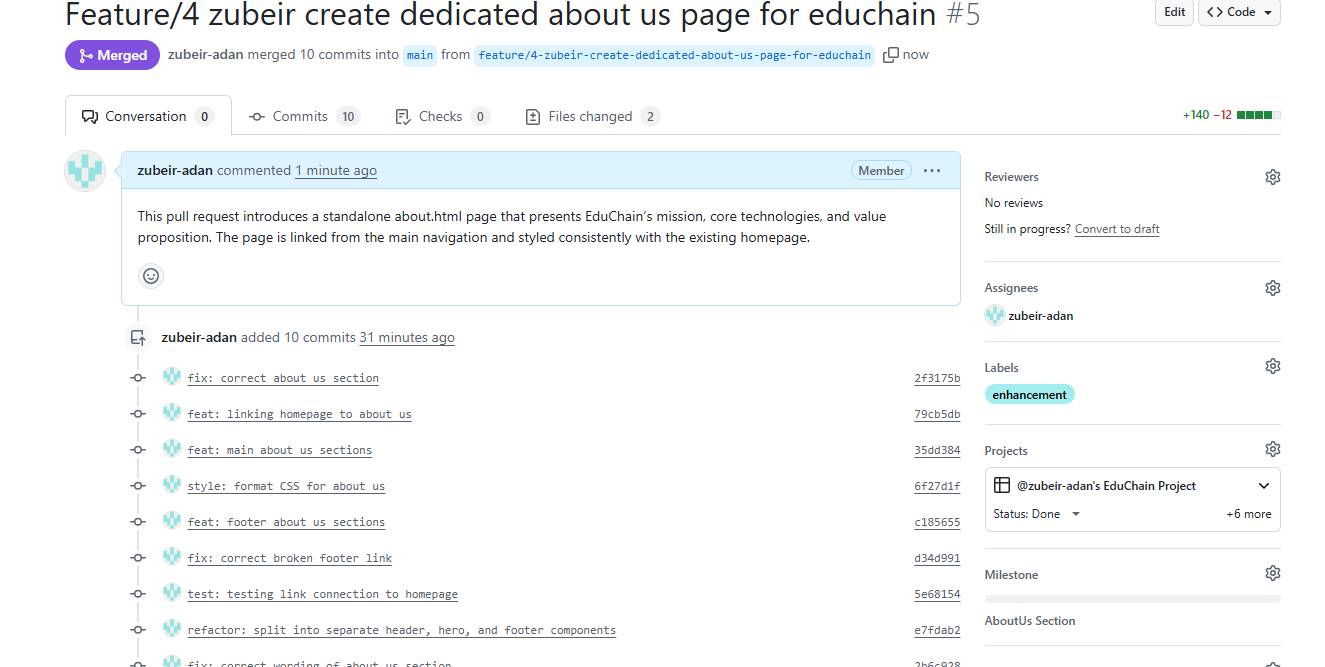 Feature/4 zubeir create dedicated about us page for educhain #5
Edit
<> Code
Merged
zubeir-adan merged 10 commits into main from feature/4-zubeir-create-dedicated-about-us-page-for-educhain now
Conversation 0
Commits 10
Checks 0
Files changed 2
+140 −12
zubeir-adan commented 1 minute ago
Member
This pull request introduces a standalone about.html page that presents EduChain’s mission, core technologies, and value
proposition. The page is linked from the main navigation and styled consistently with the existing homepage.
zubeir-adan added 10 commits 31 minutes ago
fix: correct about us section 2f3175b
feat: linking homepage to about us 79cb5db
feat: main about us sections 35dd384
style: format CSS for about us 6f27d1f
feat: footer about us sections c185655
fix: correct broken footer link d34d991
test: testing link connection to homepage 5e68154
refactor: split into separate header, hero, and footer components e7fdab2
fix: correct wording of about us section 2b6c928
Reviewers
No reviews
Still in progress? Convert to draft
Assignees
zubeir-adan
Labels
enhancement
Projects
@zubeir-adan's EduChain Project
Status: Done
+6 more
Milestone
AboutUs Section